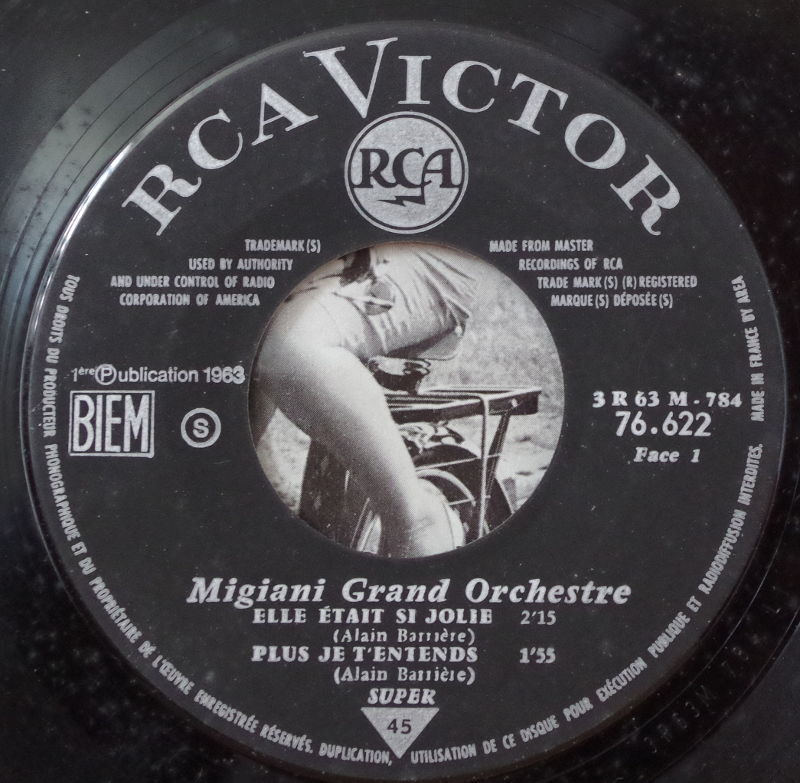 RCA VICTOR
RCA
TRADEMARK(S)
USED BY AUTHORITY
AND UNDER CONTROL OF RADIO
CORPORATION OF AMERICA
MADE FROM MASTER
RECORDINGS OF RCA
TRADE MARK(S) (R) REGISTERED
MARQUE(S) DÉPOSÉE(S)
1ère Ⓟublication 1963
BIEM
S
3 R 63 M - 784
76.622
Face 1
Migiani Grand Orchestre
ELLE ÉTAIT SI JOLIE 2'15
(Alain Barrière)
PLUS JE T'ENTENDS 1'55
(Alain Barrière)
SUPER
45
TOUS DROITS DU PRODUCTEUR PHONOGRAPHIQUE ET DU PROPRIÉTAIRE DE L'ŒUVRE ENREGISTRÉE RÉSERVÉS. DUPLICATION, UTILISATION DE CE DISQUE POUR EXÉCUTION PUBLIQUE ET RADIODIFFUSION INTERDITES. MADE IN FRANCE BY AREA